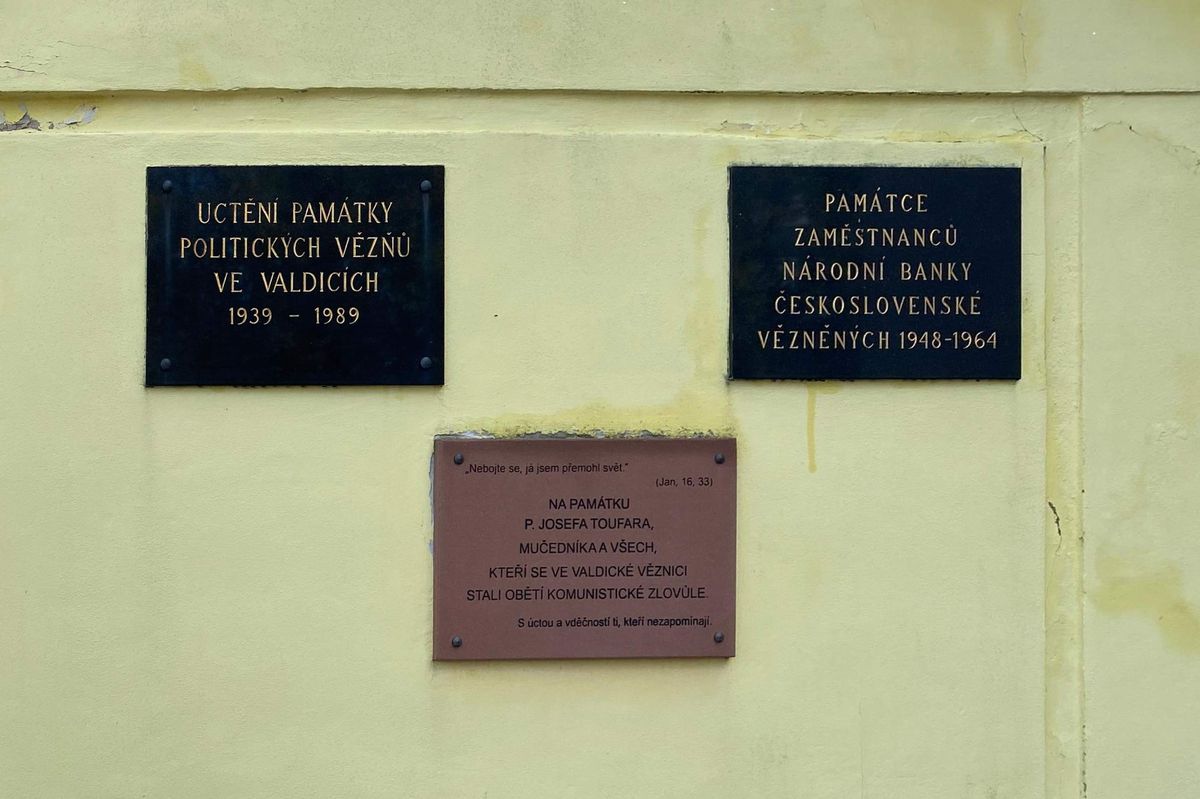 UCTĚNÍ PAMÁTKY
POLITICKÝCH VĚZŇŮ
VE VALDICÍCH
1939 - 1989
PAMÁTCE
ZAMĚSTNANCŮ
NÁRODNÍ BANKY
ČESKOSLOVENSKÉ
VĚZNĚNÝCH 1948-1964
„Nebojte se, já jsem přemohl svět."
(Jan, 16, 33)
NA PAMÁTKU
P. JOSEFA TOUFARA,
MUČEDNÍKA A VŠECH,
KTEŘÍ SE VE VALDICKÉ VĚZNICI
STALI OBĚTÍ KOMUNISTICKÉ ZLOVŮLE.
S úctou a vděčností ti, kteří nezapomínají.